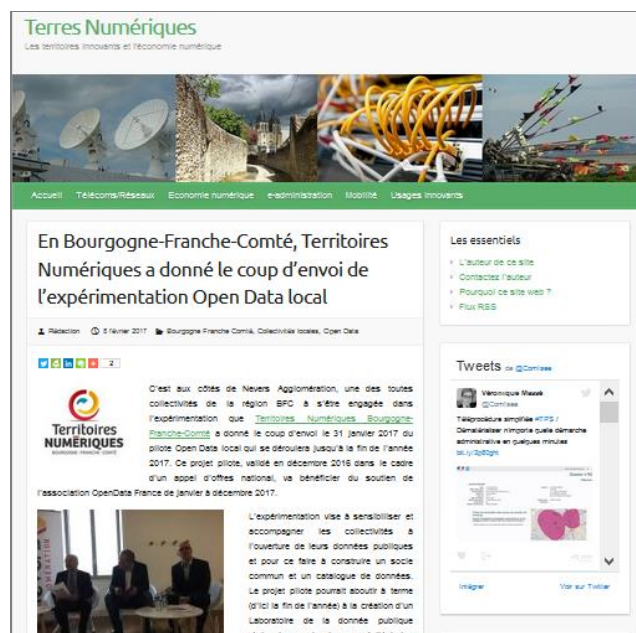 Terres Numériques
Les territoires innovants et l'économie numérique
Accueil Télécoms/Réseaux Economie numérique e-administration Mobilité Usages innovants
En Bourgogne-Franche-Comté, Territoires
Numériques a donné le coup d'envoi de
l'expérimentation Open Data local
Rédaction 8 février 2017 Bourgogne Franche Comté, Collectivités locales, Open Data
2
C'est aux côtés de Nevers Agglomération, une des toutes
collectivités de la région BFC à s'être engagée dans
l'expérimentation que Territoires Numériques Bourgogne-
Franche-Comté a donné le coup d'envoi le 31 janvier 2017 du
pilote Open Data local qui se déroulera jusqu'à la fin de l'année
2017. Ce projet pilote, validé en décembre 2016 dans le cadre
d'un appel d'offres national, va bénéficier du soutien de
l'association OpenData France de janvier à décembre 2017.
Territoires
NUMÉRIQUES
BOURGOGNE-FRANCHE-COMTÉ
L'expérimentation vise à sensibiliser et
accompagner les collectivités à
l'ouverture de leurs données publiques
et pour ce faire à construire un socle
commun et un catalogue de données.
Le projet pilote pourrait aboutir à terme
(d'ici la fin de l'année) à la création d'un
Laboratoire de la donnée publique
Les essentiels
L'auteur de ce site
Contactez l'auteur
Pourquoi ce site web ?
Flux RSS
Tweets de @Comisee
Véronique
@Comisee
Téléprocédure simplifiée #TPS /
Dématérialiser n'importe quelle démarche
administrative en quelques minutes
Intégrer Voir sur Twitter